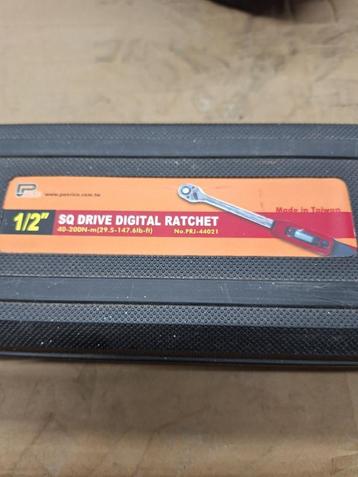 www.penrice.com.tw
Made in Taiwan
1/2" SQ DRIVE DIGITAL RATCHET
40-200N-m(29.5-147.6lb-ft) No.PRJ-44021